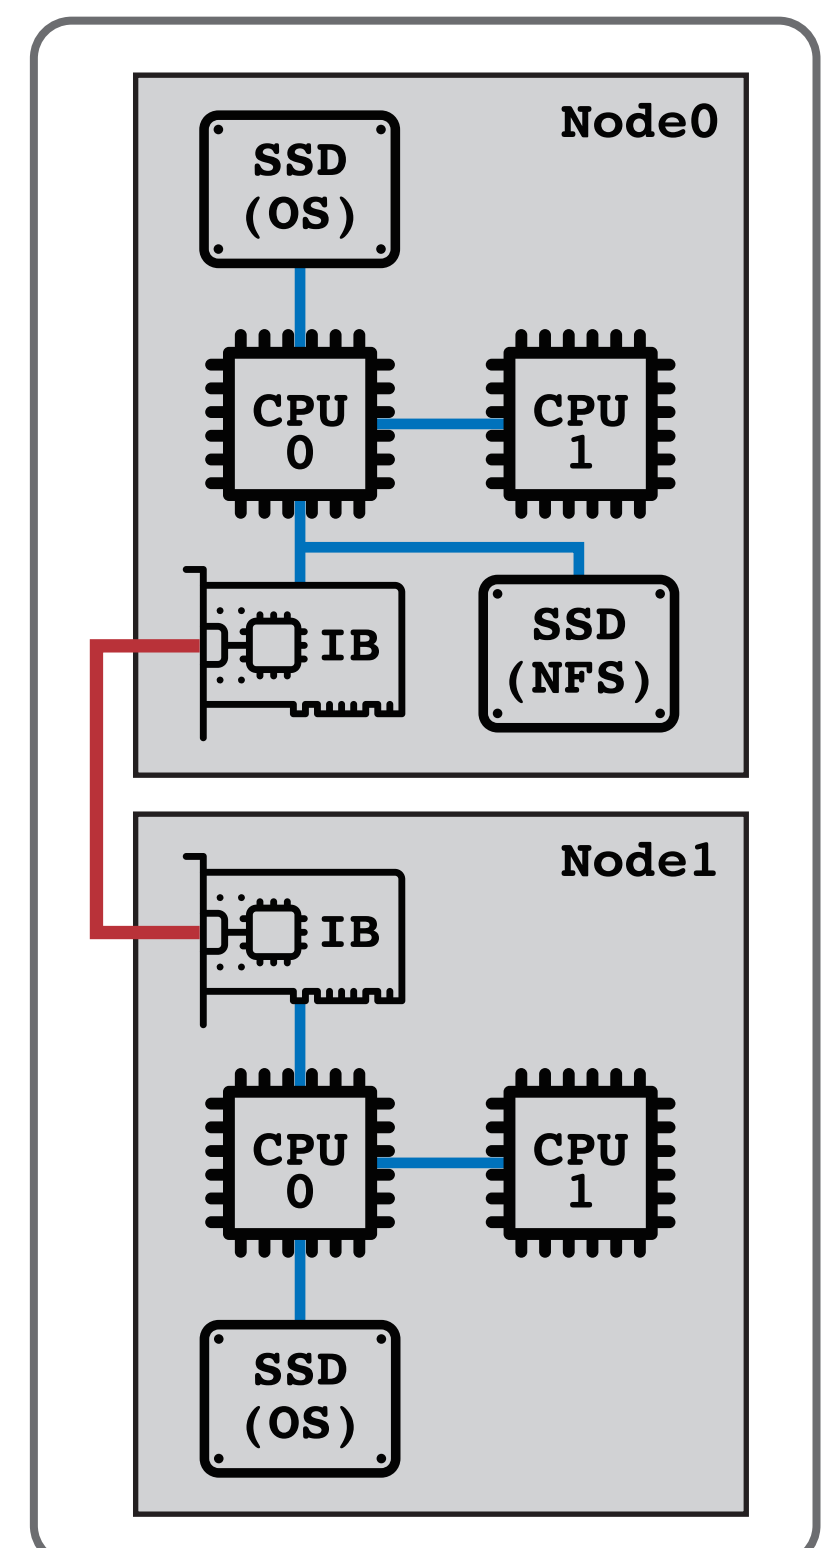 Node0
SSD
(OS)
CPU
0
CPU
1
IB
SSD
(NFS)
Node1
IB
CPU
0
CPU
1
SSD
(OS)